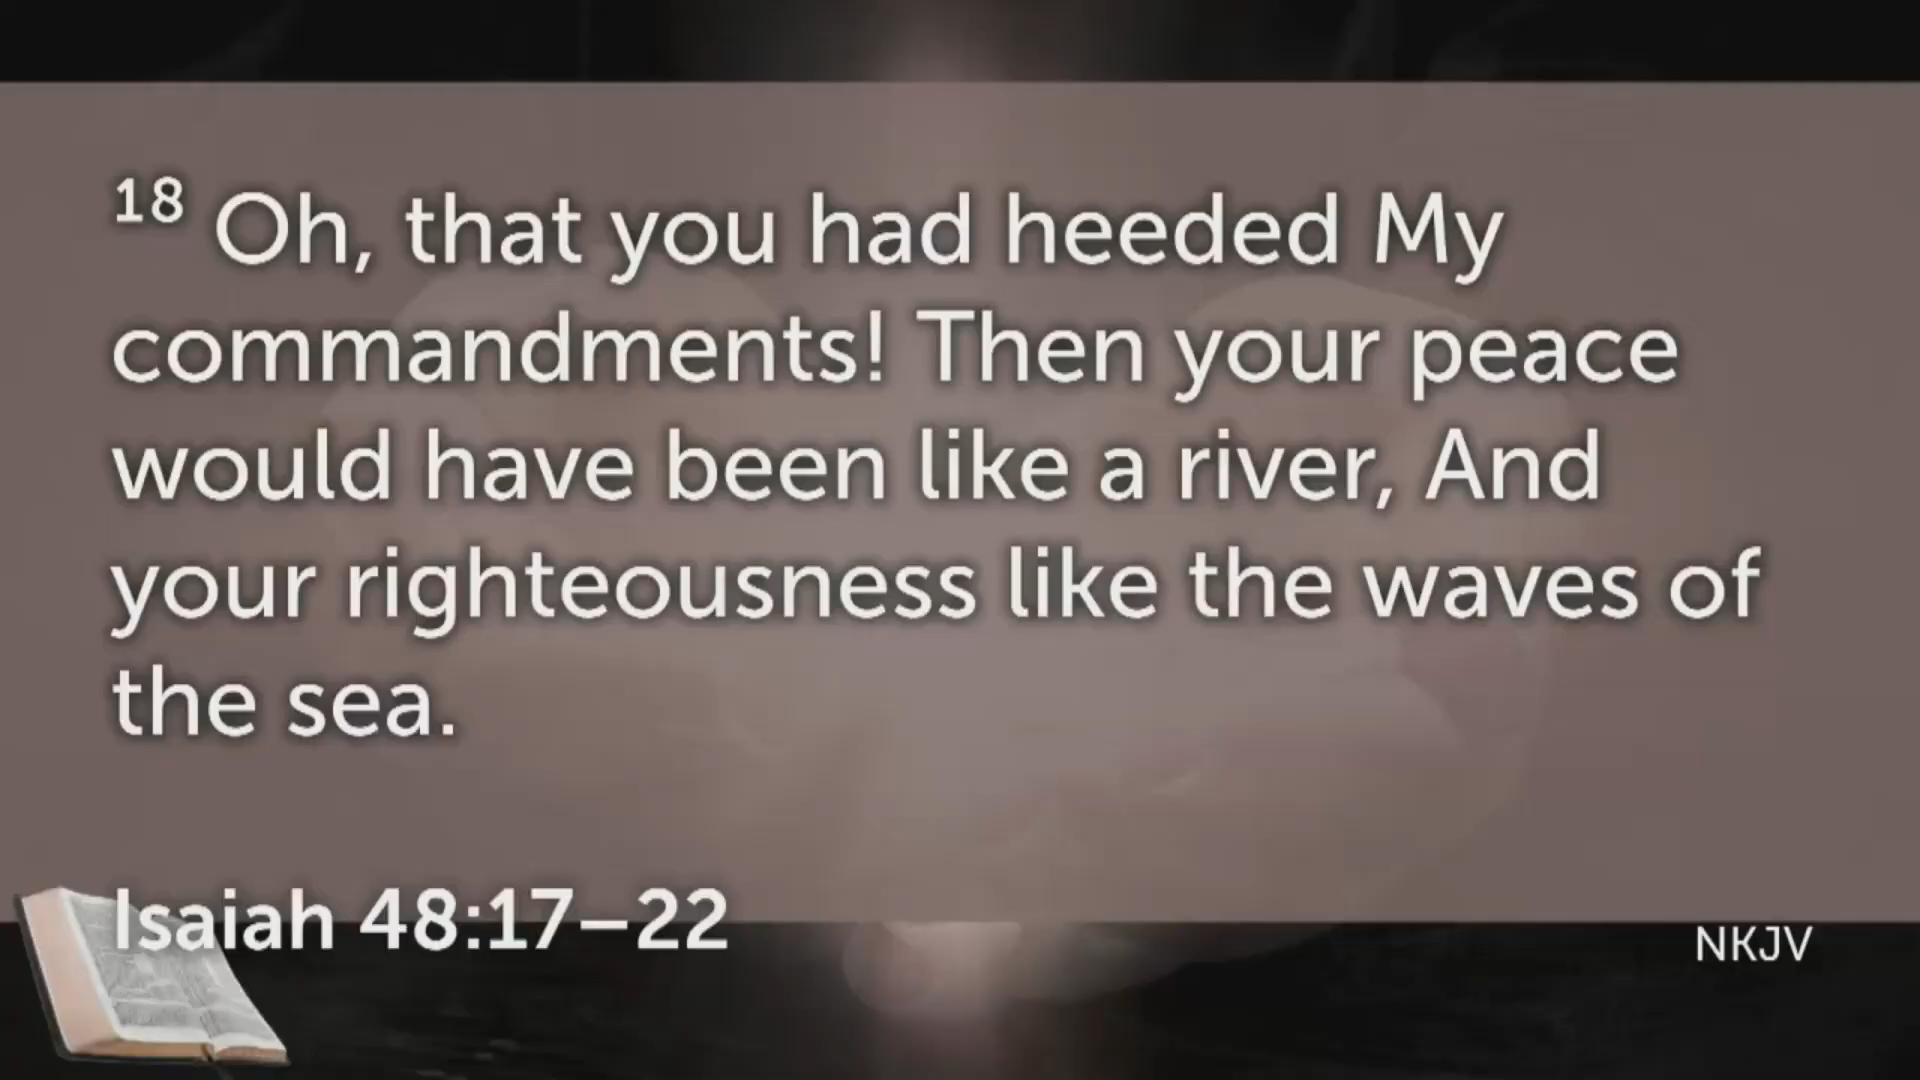 18 Oh, that you had heeded My
commandments! Then your peace
would have been like a river, And
your righteousness like the waves of
the sea.
Isaiah 48:17–22
NKJV